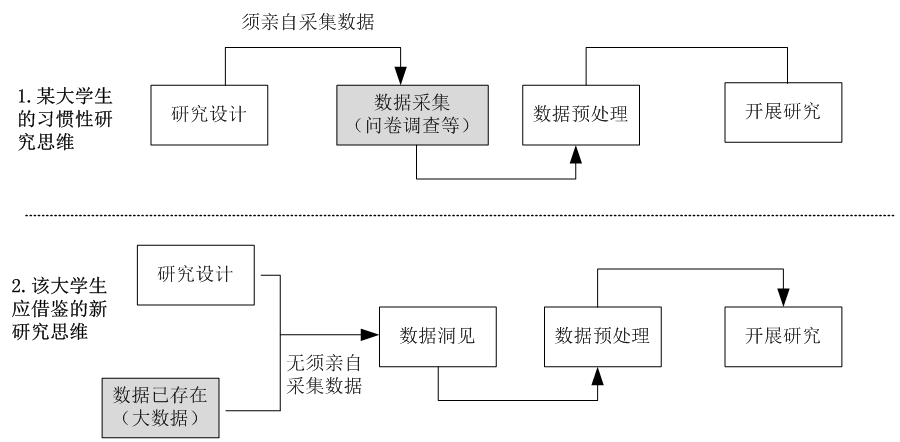 须亲自采集数据
1.某大学生
的习惯性研
究思维
研究设计
数据采集
（问卷调查等）
数据预处理
开展研究
2.该大学生
应借鉴的新
研究思维
研究设计
数据已存在
（大数据）
无须亲自
采集数据
数据洞见
数据预处理
开展研究